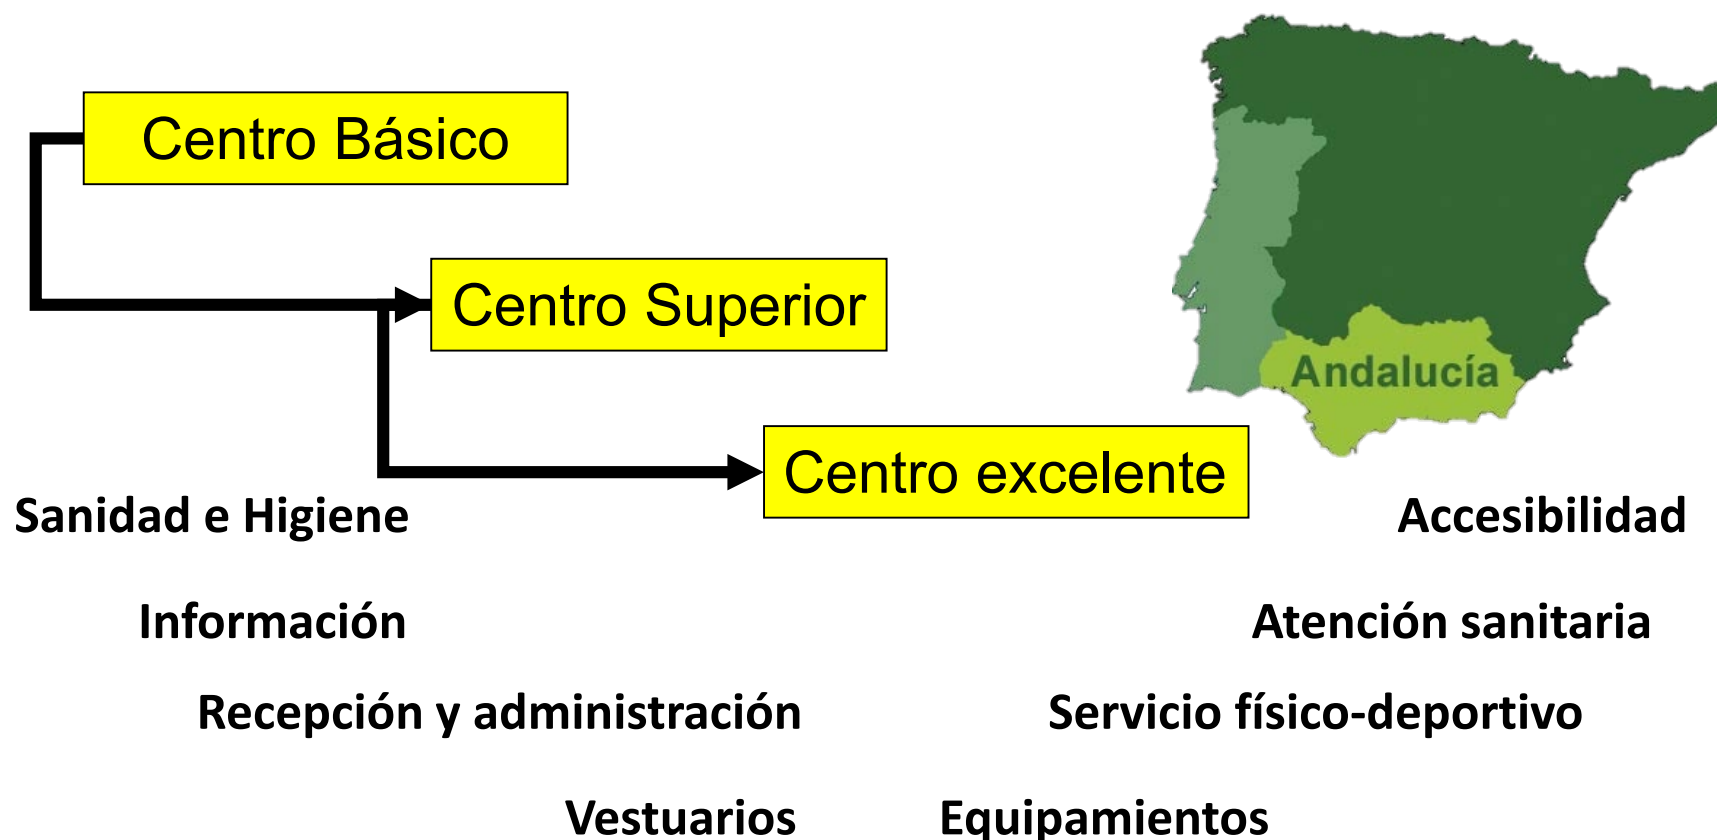 Centro Básico
Centro Superior
Andalucía
Centro excelente
Sanidad e Higiene
Accesibilidad
Información
Atención sanitaria
Recepción y administración
Servicio físico-deportivo
Vestuarios
Equipamientos